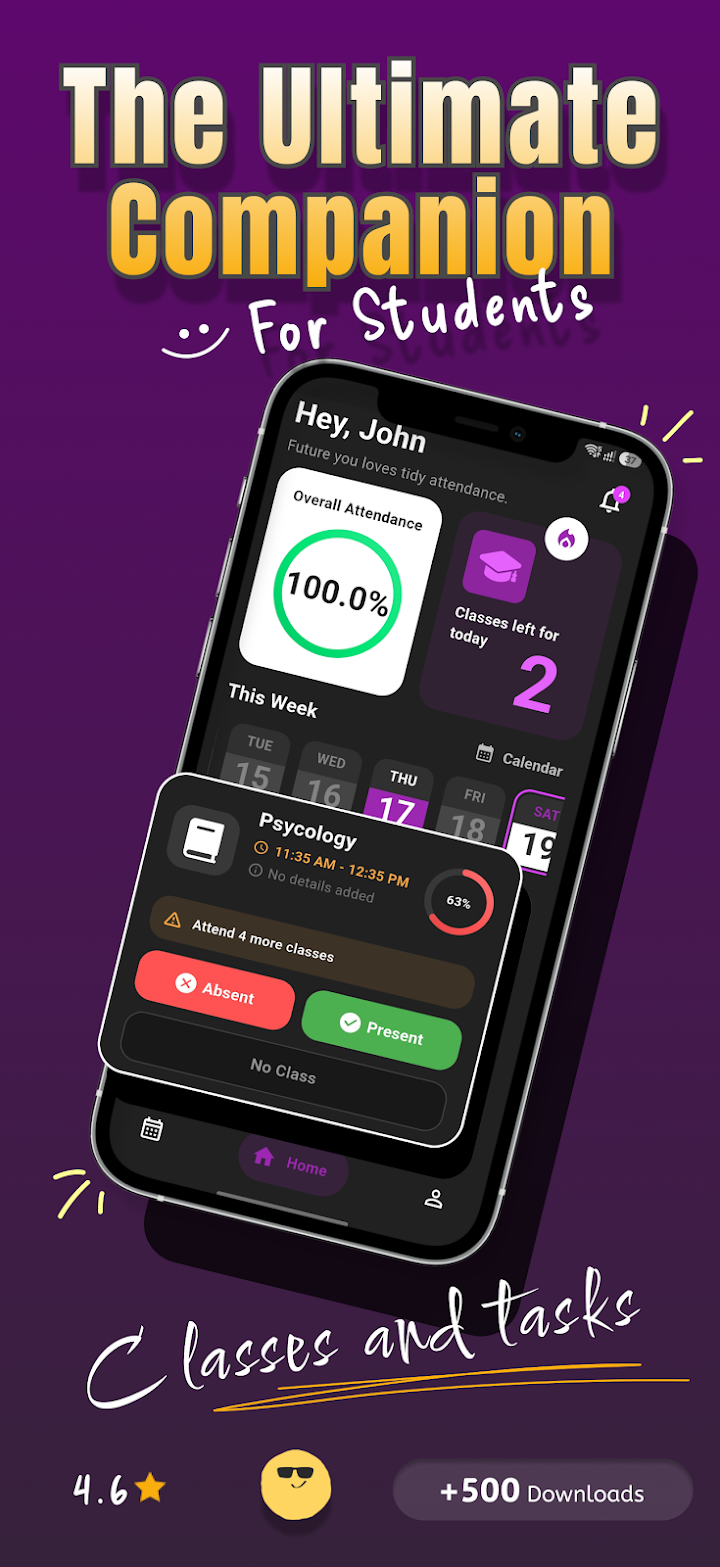 The Ultimate
Companion
For Students
37
Hey, John
Future you loves tidy attendance.
4
Overall Attendance
100.0%
Classes left for
today
2
This Week
Calendar
TUE
15
WED
16
THU
17
FRI
18
SAT
19
Psycology
11:35 AM - 12:35 PM
No details added
63%
Attend 4 more classes
Absent
Present
No Class
Home
Classes and tasks
4.6
+500 Downloads